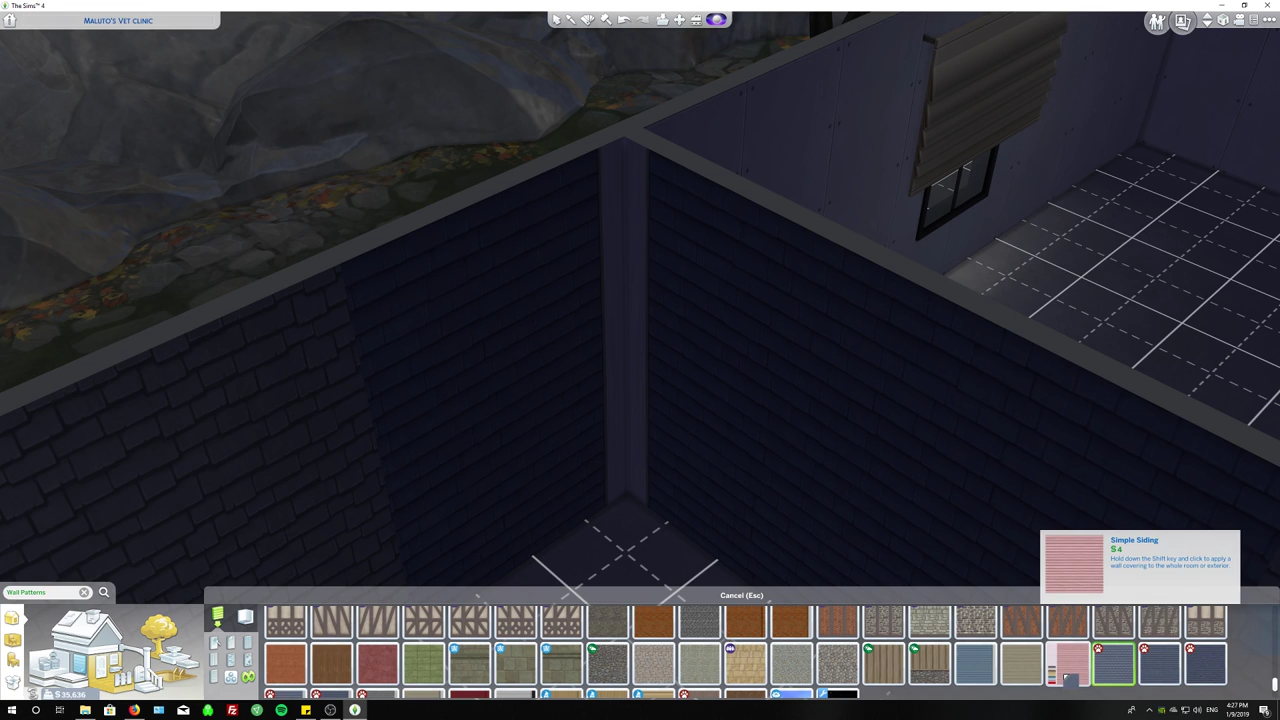 The Sims™ 4
Maluto's Vet clinic
Simple Siding
§4
Hold down the Shift key and click to apply a
wall covering to the whole room or exterior.
Wall Patterns
Cancel (Esc)
§35,636
ENG
4:27 PM
1/9/2019